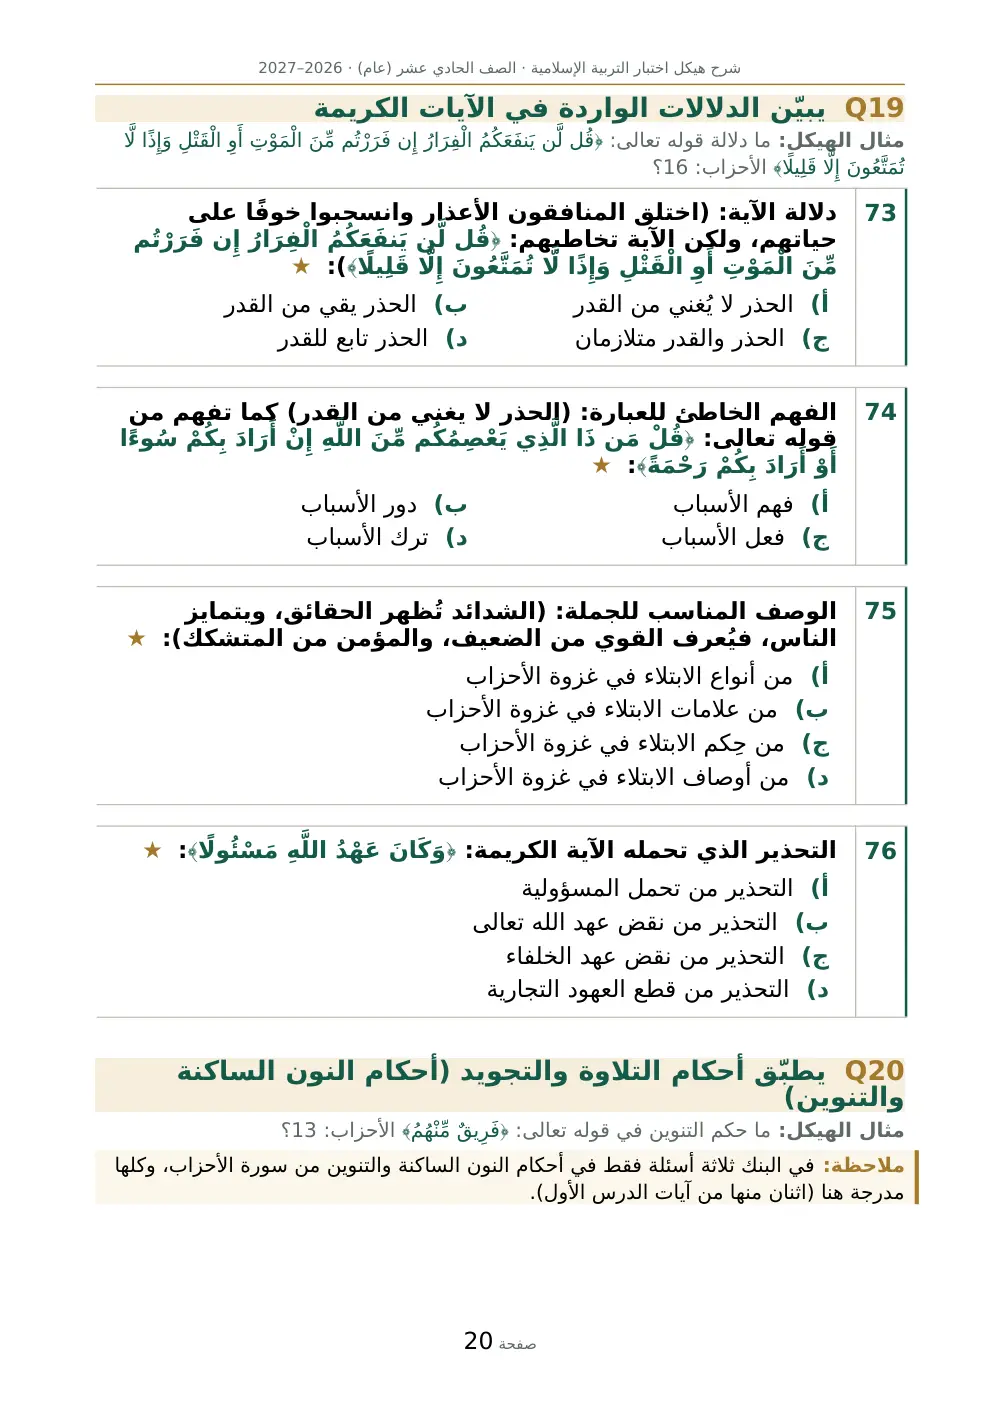 شرح هيكل اختبار التربية الإسلامية · الصف الحادي عشر (عام) · 2026–2027
Q19 يبيّن الدلالات الواردة في الآيات الكريمة
مثال الهيكل: ما دلالة قوله تعالى: ﴿قُل لَّن يَنفَعَكُمُ الْفِرَارُ إِن فَرَرْتُم مِّنَ الْمَوْتِ أَوِ الْقَتْلِ وَإِذًا لَّا
تُمَتَّعُونَ إِلَّا قَلِيلًا﴾ الأحزاب: 16؟
73 دلالة الآية: (اختلق المنافقون الأعذار وانسحبوا خوفًا على
حياتهم، ولكن الآية تخاطبهم: ﴿قُل لَّن يَنفَعَكُمُ الْفِرَارُ إِن فَرَرْتُم
مِّنَ الْمَوْتِ أَوِ الْقَتْلِ وَإِذًا لَّا تُمَتَّعُونَ إِلَّا قَلِيلًا﴾): ★
أ) الحذر لا يُغني من القدر ب) الحذر يقي من القدر
ج) الحذر والقدر متلازمان د) الحذر تابع للقدر
74 الفهم الخاطئ للعبارة: (الحذر لا يغني من القدر) كما تفهم من
قوله تعالى: ﴿قُلْ مَن ذَا الَّذِي يَعْصِمُكُم مِّنَ اللَّهِ إِنْ أَرَادَ بِكُمْ سُوءًا
أَوْ أَرَادَ بِكُمْ رَحْمَةً﴾: ★
أ) فهم الأسباب ب) دور الأسباب
ج) فعل الأسباب د) ترك الأسباب
75 الوصف المناسب للجملة: (الشدائد تُظهر الحقائق، ويتمايز
الناس، فيُعرف القوي من الضعيف، والمؤمن من المتشكك): ★
أ) من أنواع الابتلاء في غزوة الأحزاب
ب) من علامات الابتلاء في غزوة الأحزاب
ج) من حِكم الابتلاء في غزوة الأحزاب
د) من أوصاف الابتلاء في غزوة الأحزاب
76 التحذير الذي تحمله الآية الكريمة: ﴿وَكَانَ عَهْدُ اللَّهِ مَسْئُولًا﴾: ★
أ) التحذير من تحمل المسؤولية
ب) التحذير من نقض عهد الله تعالى
ج) التحذير من نقض عهد الخلفاء
د) التحذير من قطع العهود التجارية
Q20 يطبّق أحكام التلاوة والتجويد (أحكام النون الساكنة
والتنوين)
مثال الهيكل: ما حكم التنوين في قوله تعالى: ﴿فَرِيقٌ مِّنْهُمُ﴾ الأحزاب: 13؟
ملاحظة: في البنك ثلاثة أسئلة فقط في أحكام النون الساكنة والتنوين من سورة الأحزاب، وكلها
مدرجة هنا (اثنان منها من آيات الدرس الأول).
صفحة 20